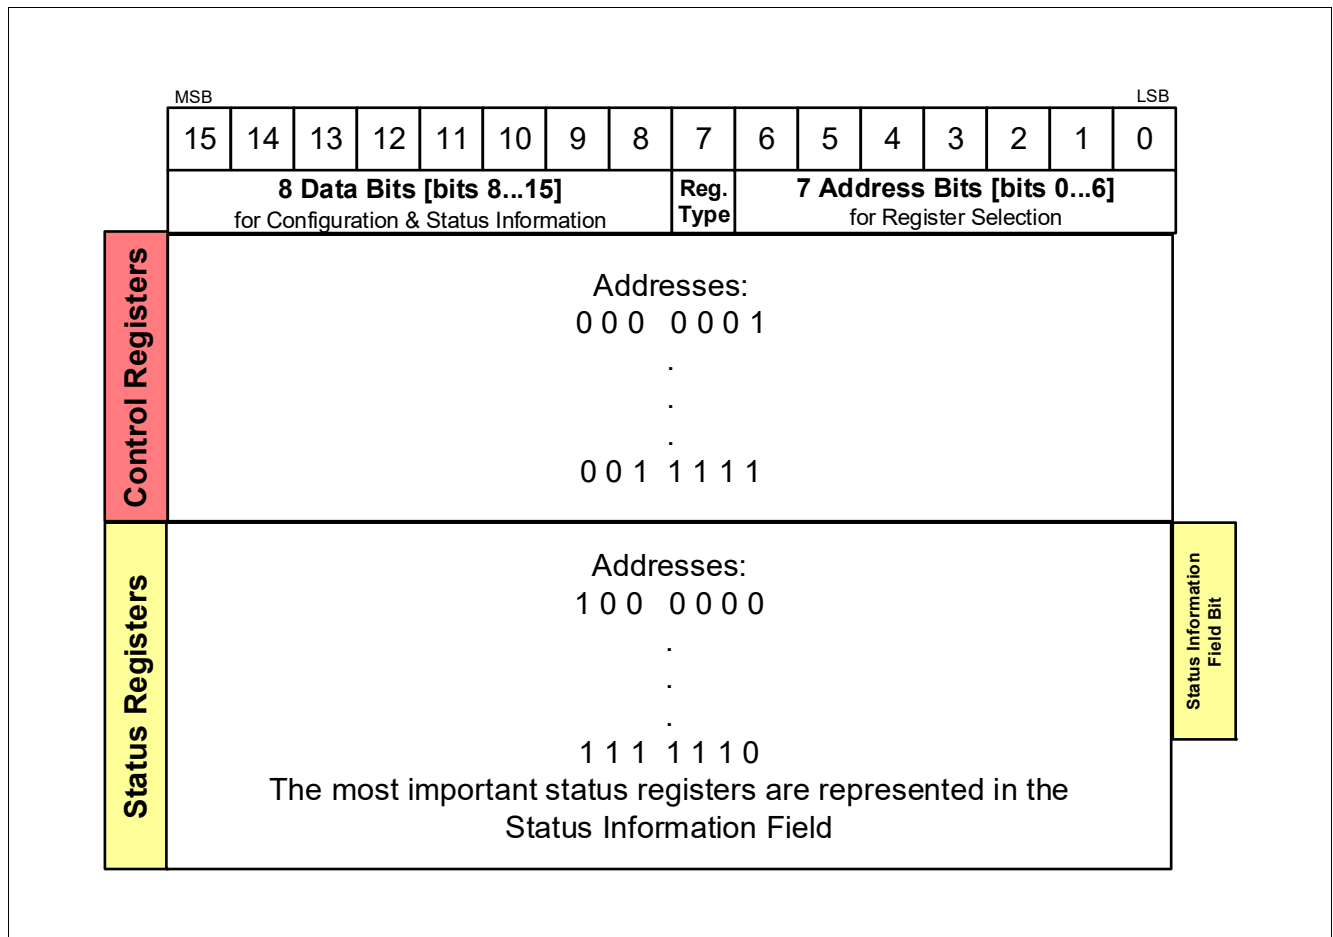 MSB LSB
15 14 13 12 11 10 9 8 7 6 5 4 3 2 1 0
8 Data Bits [bits 8...15]
for Configuration & Status Information
Reg.
Type
7 Address Bits [bits 0...6]
for Register Selection
Control Registers
Addresses:
0 0 0 0 0 0 1
.
.
.
0 0 1 1 1 1 1
Status Registers
Addresses:
1 0 0 0 0 0 0
.
.
.
1 1 1 1 1 1 0
The most important status registers are represented in the
Status Information Field
Status Information
Field Bit